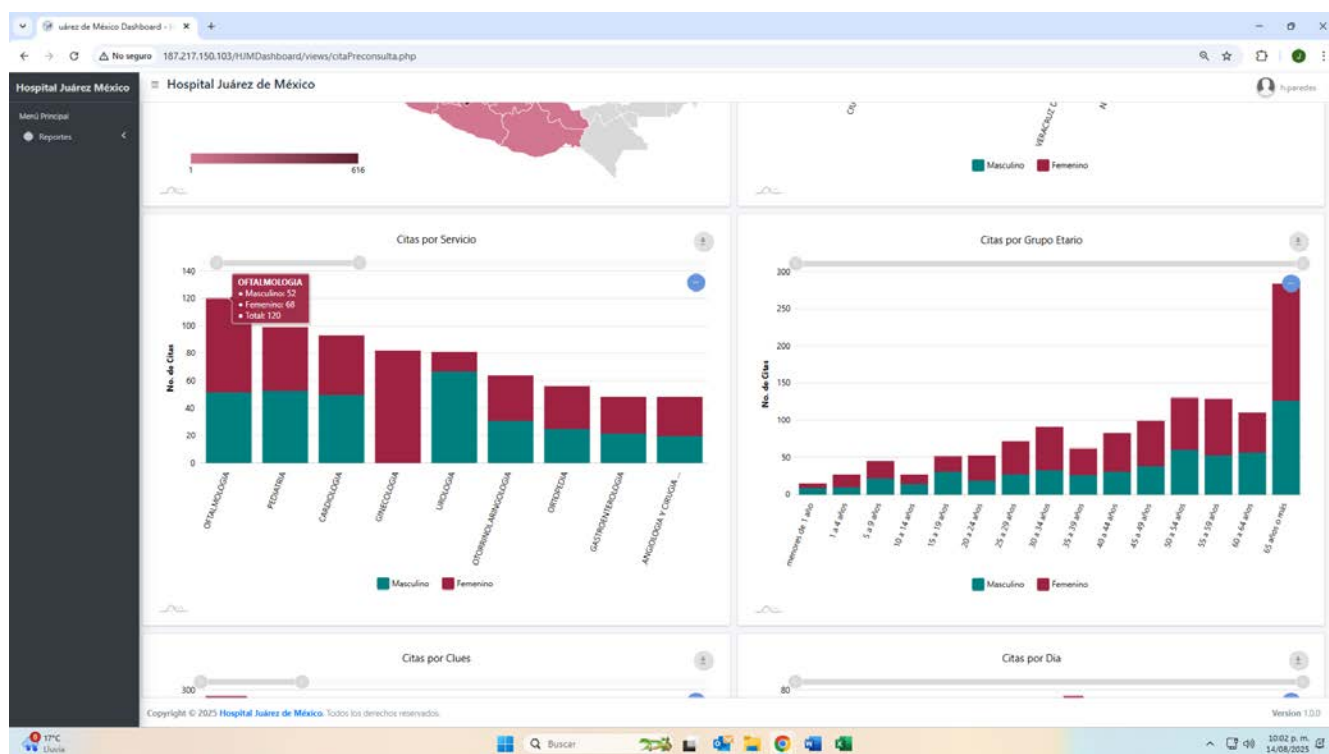 uárez de México Dashboard - 
No seguro
187.217.150.103/HJMDashboard/views/citaPreconsulta.php
J
Hospital Juárez México
Menú Principal
Reportes
Hospital Juárez de México
h.paredes
1
616
CIU
VERACRUZ
N
Masculino
Femenino
Citas por Servicio
OFTALMOLOGIA
• Masculino: 52
• Femenino: 68
• Total: 120
No. de Citas
140
120
100
80
60
40
20
0
OFTALMOLOGIA
PEDIATRIA
CARDIOLOGIA
GINECOLOGIA
UROLOGIA
OTORRINOLARINGOLOGIA
ORTOPEDIA
GASTROENTEROLOGIA
ANGIOLOGIA Y CIRUGIA ...
Masculino
Femenino
Citas por Grupo Etario
No. de Citas
300
250
200
150
100
50
0
menores de 1 año
1 a 4 años
5 a 9 años
10 a 14 años
15 a 19 años
20 a 24 años
25 a 29 años
30 a 34 años
35 a 39 años
40 a 44 años
45 a 49 años
50 a 54 años
55 a 59 años
60 a 64 años
65 años o más
Masculino
Femenino
Citas por Clues
300
Citas por Dia
80
Copyright © 2025 Hospital Juárez de México. Todos los derechos reservados.
Version 1.0.0
17°C
Lluvia
Buscar
10:02 p. m.
14/08/2025